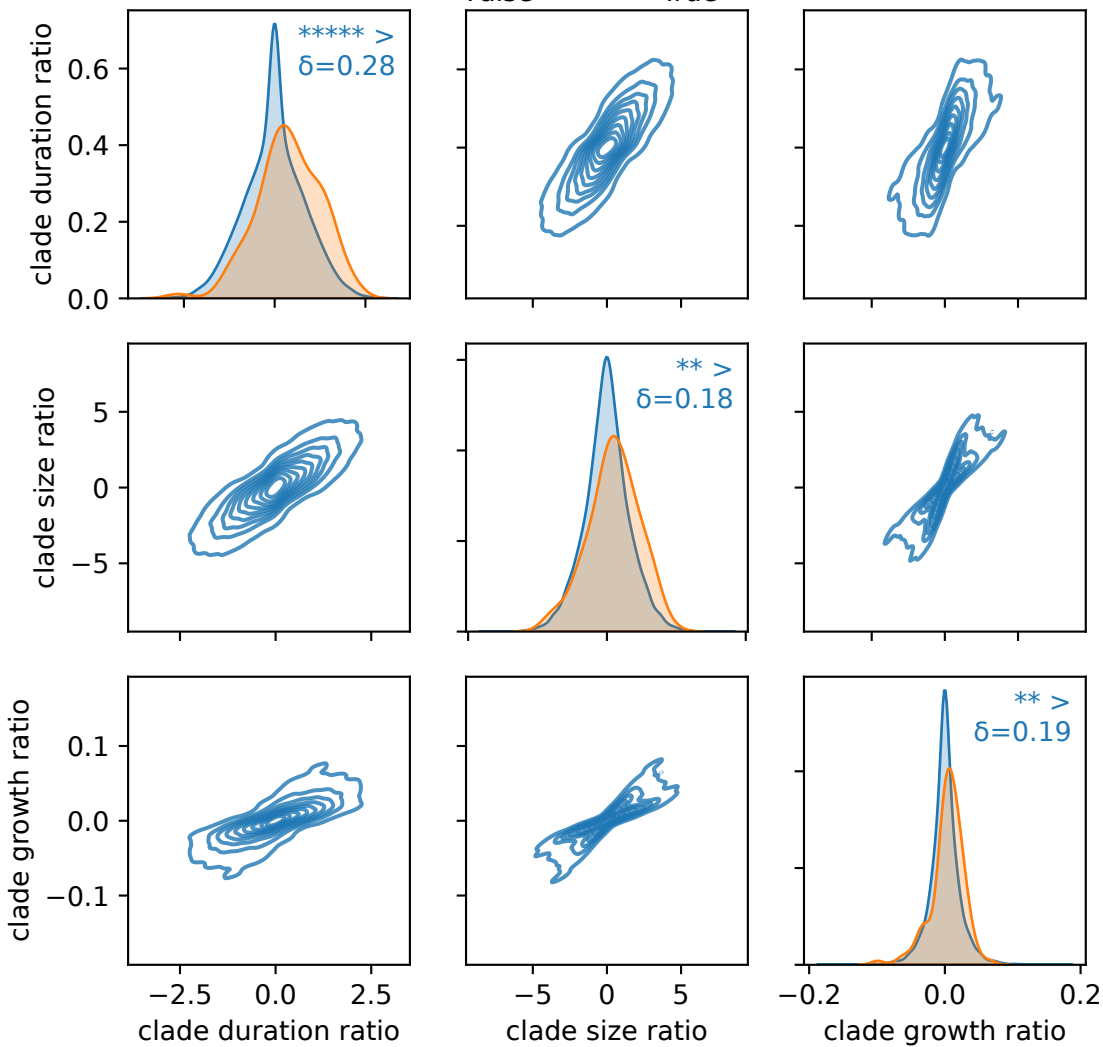 clade duration ratio
0.6
0.4
0.2
0.0
***** >
δ=0.28
clade size ratio
5
0
−5
** >
δ=0.18
clade growth ratio
0.1
0.0
−0.1
** >
δ=0.19
−2.5 0.0 2.5
−5 0 5
−0.2 0.0 0.2
clade duration ratio
clade size ratio
clade growth ratio